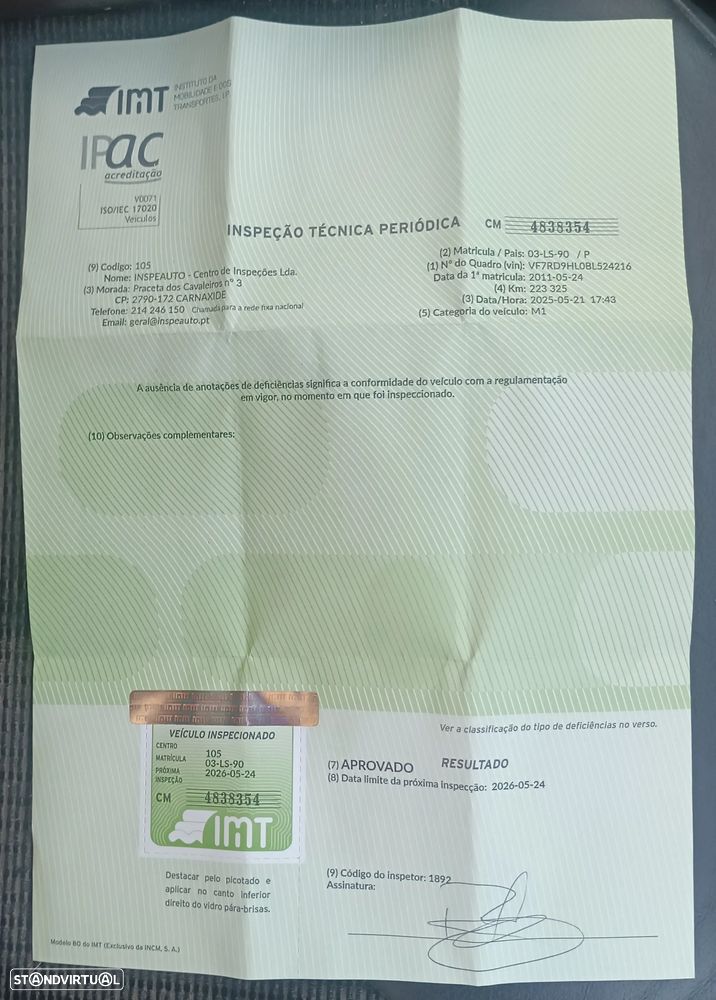 IMT INSTITUTO DA
MOBILIDADE E DOS
TRANSPORTES, I.P.
IPAC
acreditação
V0071
ISO/IEC 17020
Veículos
INSPEÇÃO TÉCNICA PERIÓDICA
CM 4838354
(9) Codigo: 105
Nome: INSPEAUTO - Centro de Inspeções Lda.
(3) Morada: Praceta dos Cavaleiros nº 3
CP: 2790-172 CARNAXIDE
Telefone: 214 246 150 Chamada para a rede fixa nacional
Email: geral@inspeauto.pt
(2) Matricula / Pais: 03-LS-90 / P
(1) Nº do Quadro (vin): VF7RD9HL0BL524216
Data da 1ª matricula: 2011-05-24
(4) Km: 223 325
(3) Data/Hora: 2025-05-21 17:43
(5) Categoria do veículo: M1
A ausência de anotações de deficiências significa a conformidade do veículo com a regulamentação
em vigor, no momento em que foi inspeccionado.
(10) Observações complementares:
Ver a classificação do tipo de deficiências no verso.
VEÍCULO INSPECIONADO
CENTRO 105
MATRÍCULA 03-LS-90
PRÓXIMA
INSPEÇÃO 2026-05-24
CM 4838354
IMT
RESULTADO
(7) APROVADO
(8) Data limite da próxima inspecção: 2026-05-24
Destacar pelo picotado e
aplicar no canto inferior
direito do vidro pára-brisas.
(9) Código do inspetor: 1892
Assinatura:
Modelo 80 do IMT (Exclusivo da INCM, S. A.)
STANDVIRTUAL